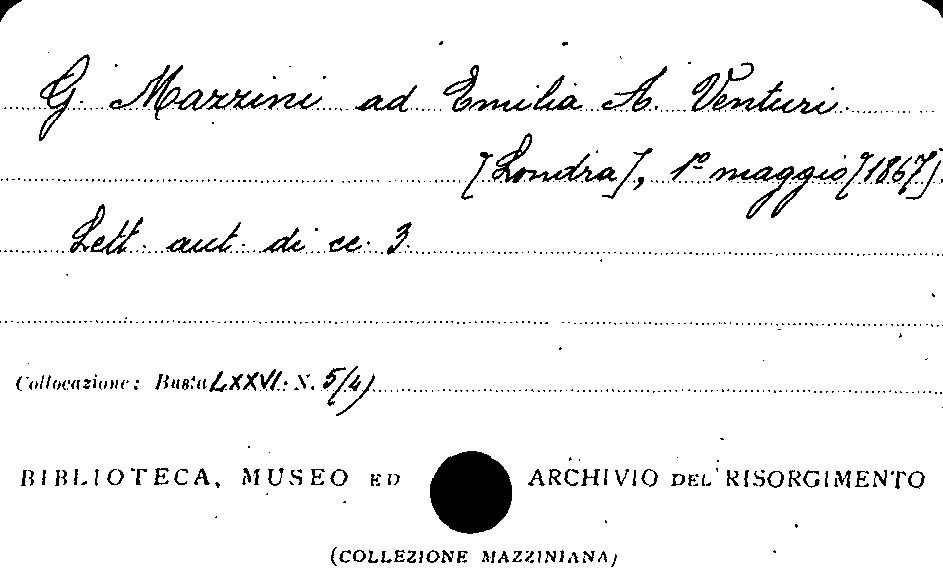 G. Mazzini ad Emilia A. Venturi.
[Londra], 1º maggio [1867].
Lett. aut. di cc. 3.
Collocazione: Busta LXXVI. N. 5/4)
BIBLIOTECA, MUSEO ED ARCHIVIO DEL RISORGIMENTO
(COLLEZIONE MAZZINIANA)